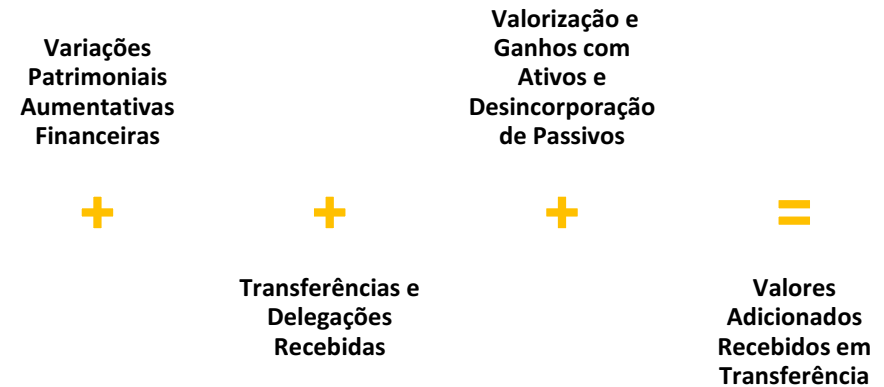 Variações
Patrimoniais
Aumentativas
Financeiras
+
Transferências e
Delegações
Recebidas
+
Valorização e
Ganhos com
Ativos e
Desincorporação
de Passivos
+
=
Valores
Adicionados
Recebidos em
Transferência